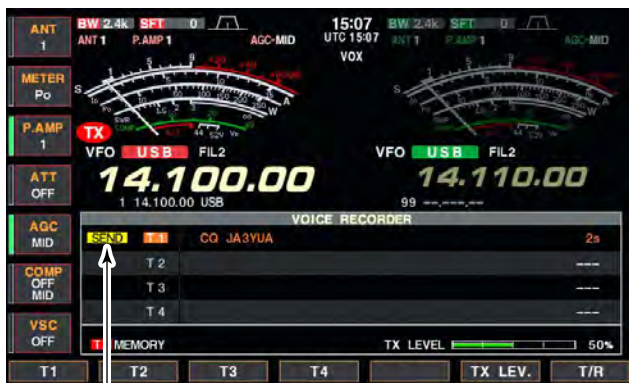 ANT
1
METER
Po
P.AMP
1
ATT
OFF
AGC
MID
COMP
OFF
MID
VSC
OFF
BW 2.4k SFT 0
ANT 1 P.AMP 1 AGC-MID
15:07
UTC 15:07
VOX
BW 2.4k SFT 0
ANT 1 P.AMP 1 AGC-MID
TX
VFO USB FIL2
14.100.00
1 14.100.00 USB
VFO USB FIL2
14.110.00
99 --.---.--
VOICE RECORDER
SEND T 1 CQ JA3YUA 2s
T 2 ---
T 3 ---
T 4 ---
MEMORY TX LEVEL 50%
T1 T2 T3 T4 TX LEV. T/R